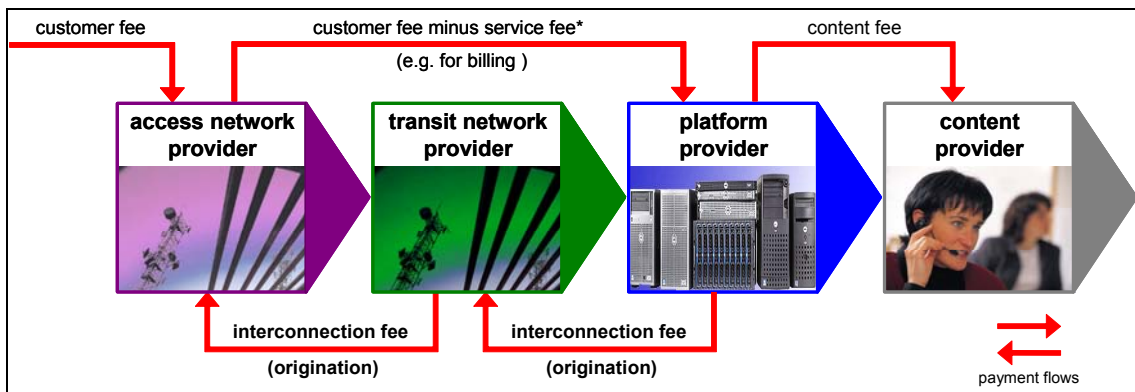 customer fee
customer fee minus service fee*
(e.g. for billing )
content fee
access network
provider
transit network
provider
platform
provider
content
provider
interconnection fee
(origination)
interconnection fee
(origination)
payment flows